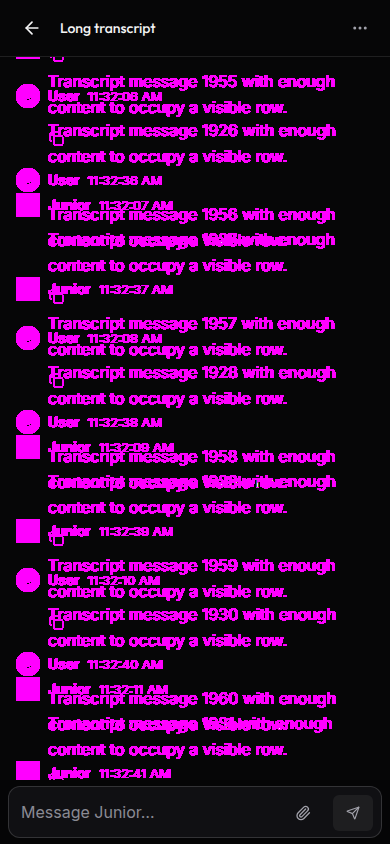 Long transcript
Transcript message 1955 with enough
User 11:32:06 AM
content to occupy a visible row.
Transcript message 1926 with enough
content to occupy a visible row.
User 11:32:36 AM
Junior 11:32:07 AM
Transcript message 1956 with enough
content to occupy a visible row.
Junior 11:32:37 AM
Transcript message 1957 with enough
User 11:32:08 AM
content to occupy a visible row.
Transcript message 1928 with enough
content to occupy a visible row.
User 11:32:38 AM
Junior 11:32:09 AM
Transcript message 1958 with enough
content to occupy a visible row.
Junior 11:32:39 AM
Transcript message 1959 with enough
User 11:32:10 AM
content to occupy a visible row.
Transcript message 1930 with enough
content to occupy a visible row.
User 11:32:40 AM
Junior 11:32:11 AM
Transcript message 1960 with enough
content to occupy a visible row.
Junior 11:32:41 AM
Message Junior...